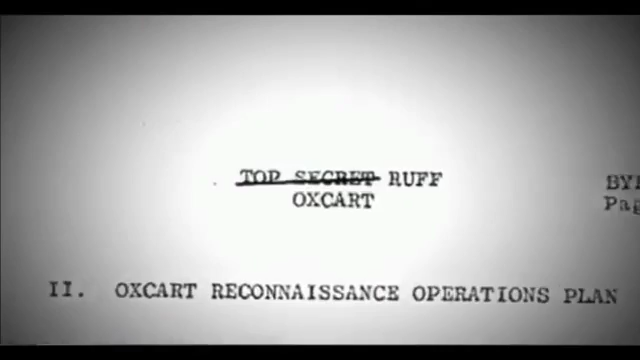 TOP SECRET RUFF
OXCART
II. OXCART RECONNAISSANCE OPERATIONS PLAN